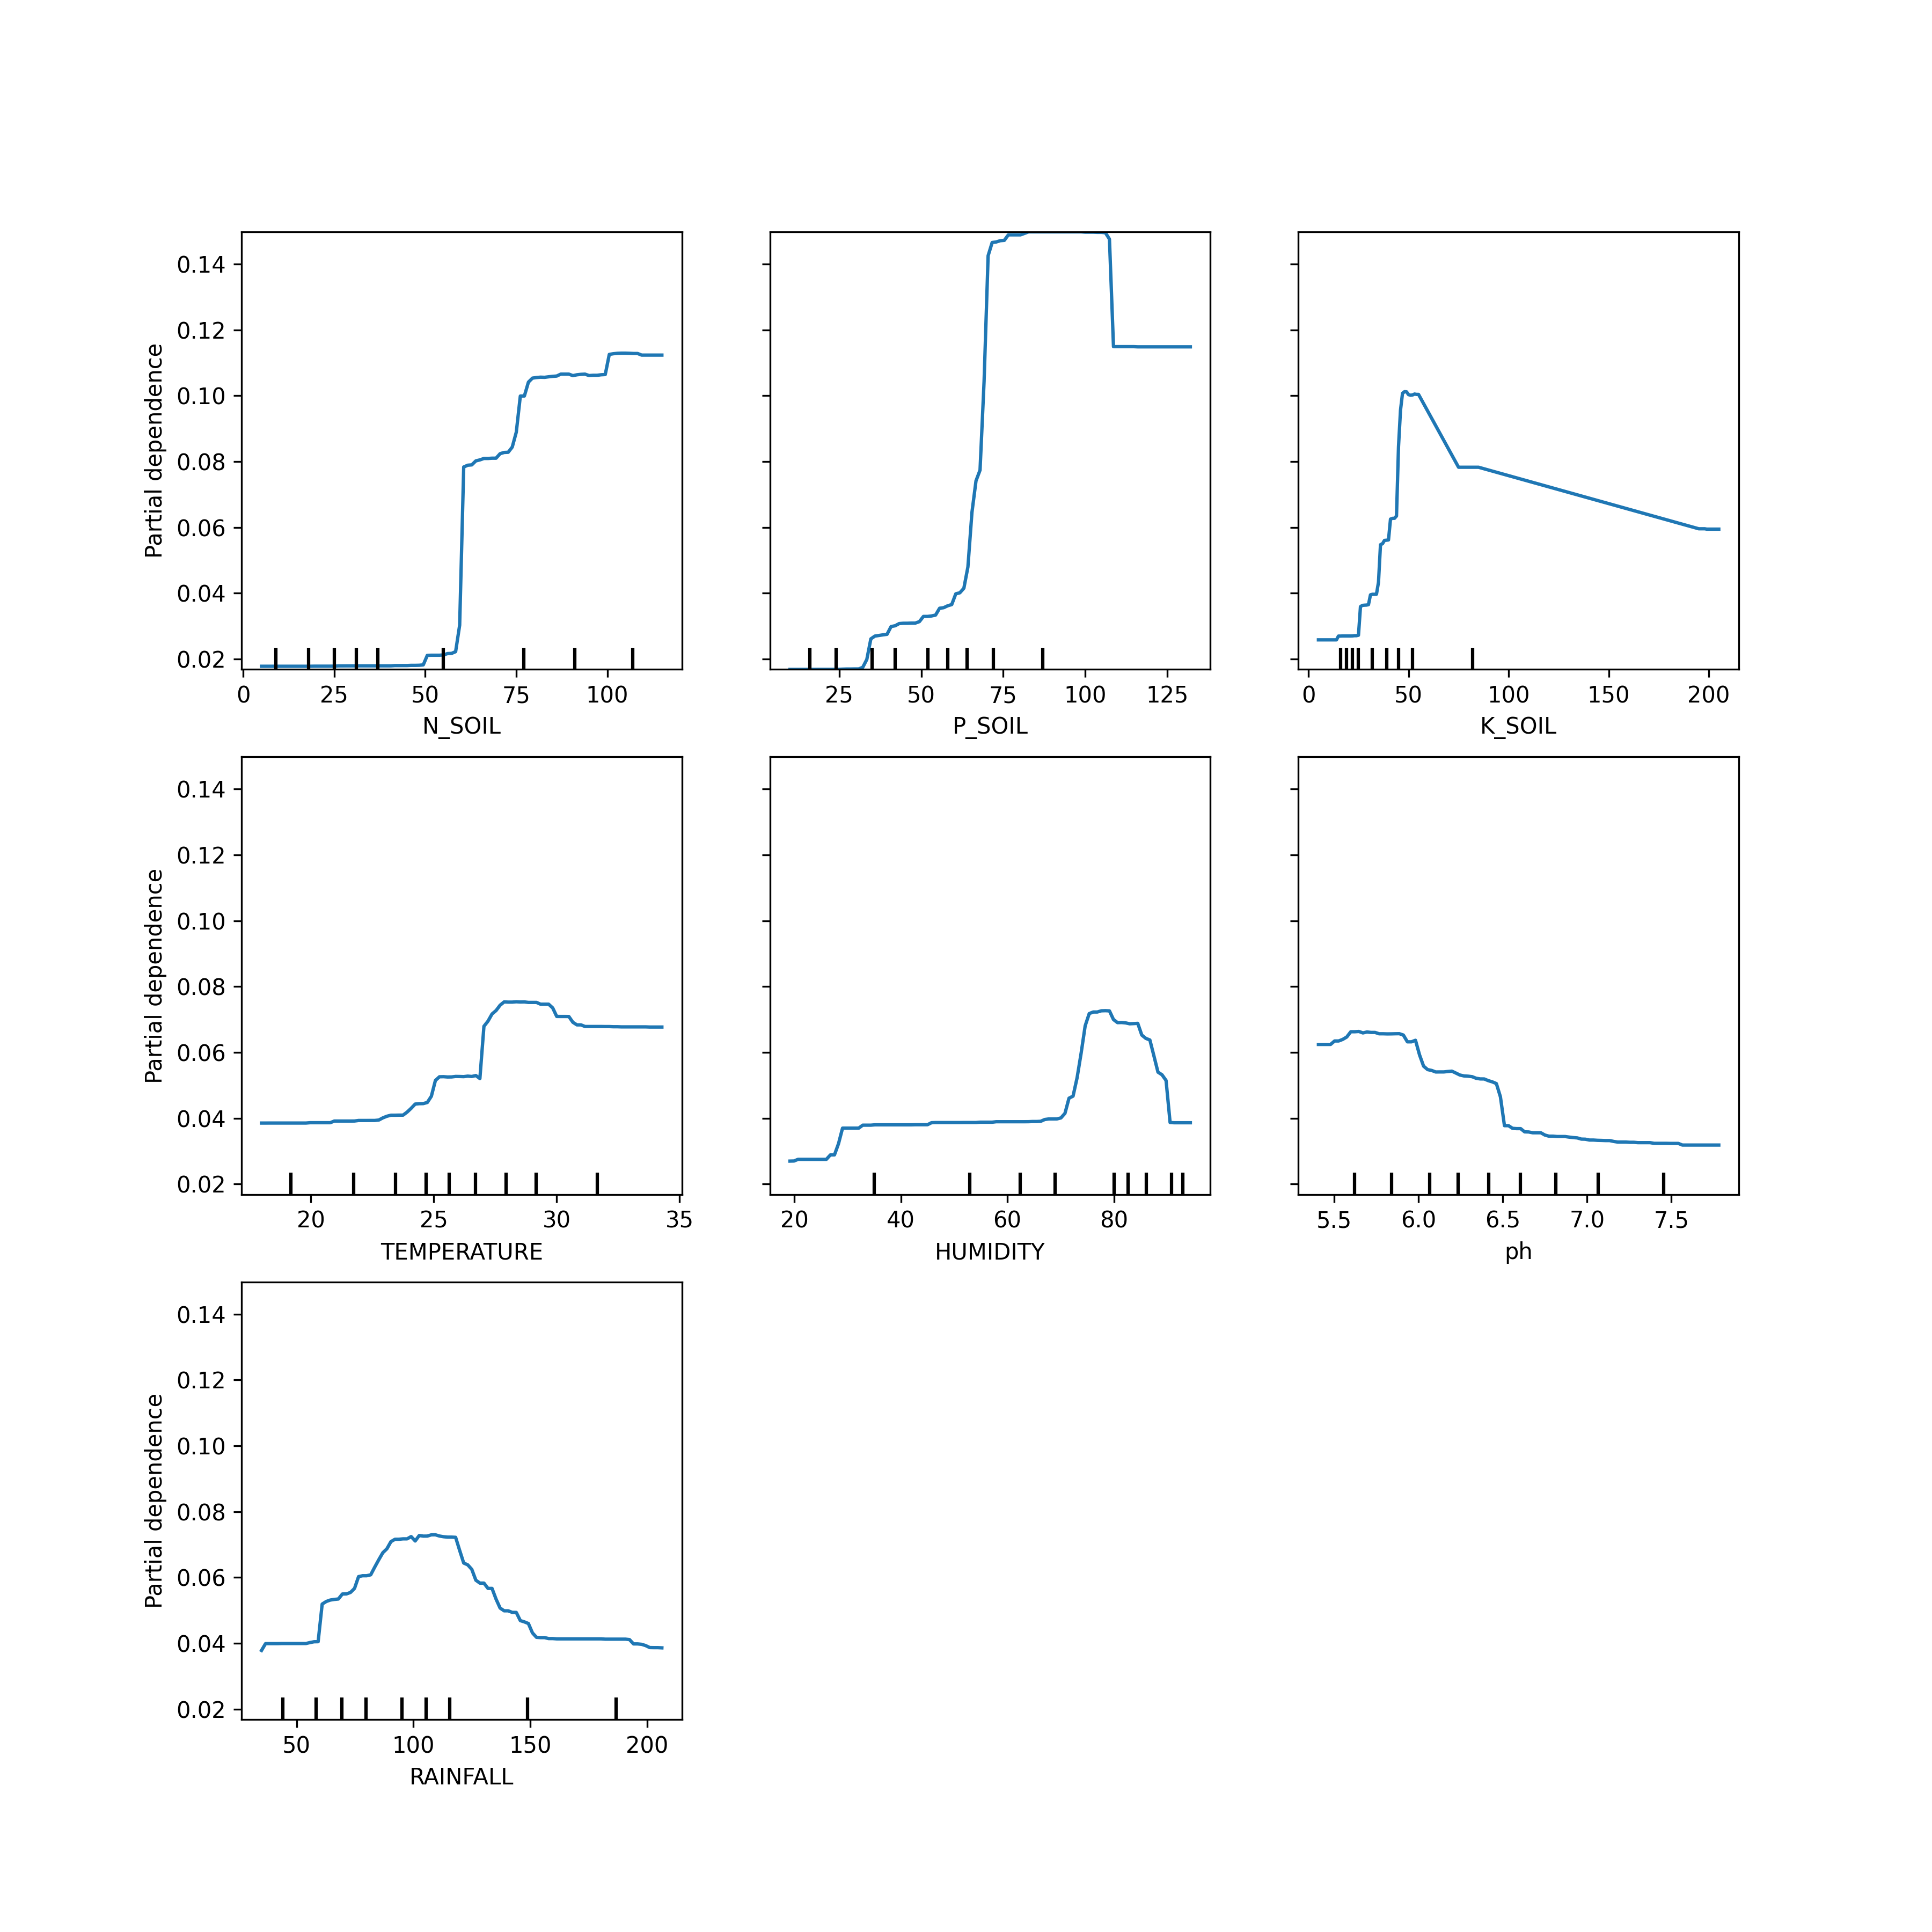 0.14
0.12
0.10
0.08
0.06
0.04
0.02
Partial dependence
0 25 50 75 100
N_SOIL
25 50 75 100 125
P_SOIL
0 50 100 150 200
K_SOIL
0.14
0.12
0.10
0.08
0.06
0.04
0.02
Partial dependence
20 25 30 35
TEMPERATURE
20 40 60 80
HUMIDITY
5.5 6.0 6.5 7.0 7.5
ph
0.14
0.12
0.10
0.08
0.06
0.04
0.02
Partial dependence
50 100 150 200
RAINFALL